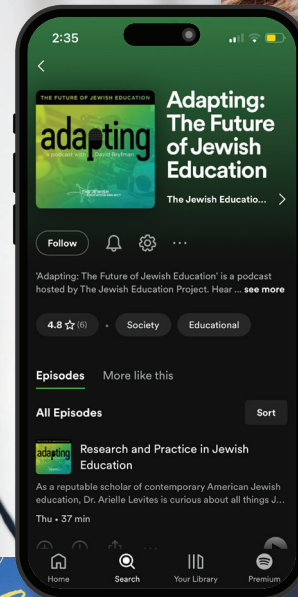 2:35
THE FUTURE OF JEWISH EDUCATION
adapting
a podcast with David Bryfman
Adapting:
The Future
of Jewish
Education
The Jewish Educatio...
Follow
'Adapting: The Future of Jewish Education' is a podcast
hosted by The Jewish Education Project. Hear ... see more
4.8 (6)
Society
Educational
Episodes
More like this
All Episodes
Sort
adapting
Research and Practice in Jewish
Education
As a reputable scholar of contemporary American Jewish
education, Dr. Arielle Levites is curious about all things J...
Thu • 37 min
Home
Search
Your Library
Premium